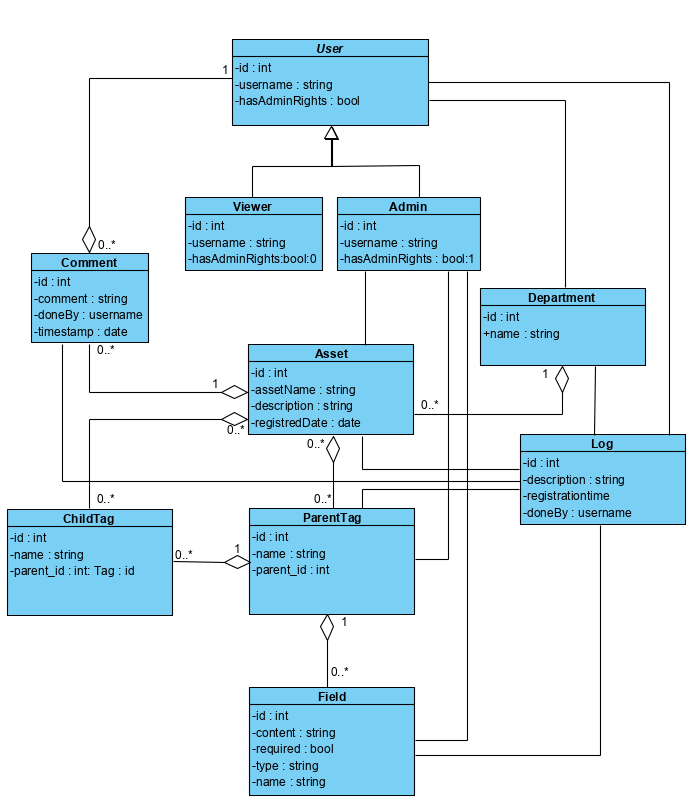 User
-id : int
-username : string
-hasAdminRights : bool
1
Viewer
-id : int
-username : string
-hasAdminRights:bool:0
Admin
-id : int
-username : string
-hasAdminRights : bool:1
0..*
Comment
-id : int
-comment : string
-doneBy : username
-timestamp : date
0..*
Department
-id : int
+name : string
1
Asset
-id : int
-assetName : string
-description : string
-registredDate : date
1
0..*
0..*
0..*
Log
-id : int
-description : string
-registrationtime
-doneBy : username
0..*
0..*
ChildTag
-id : int
-name : string
-parent_id : int: Tag : id
0..*
1
ParentTag
-id : int
-name : string
-parent_id : int
1
0..*
Field
-id : int
-content : string
-required : bool
-type : string
-name : string